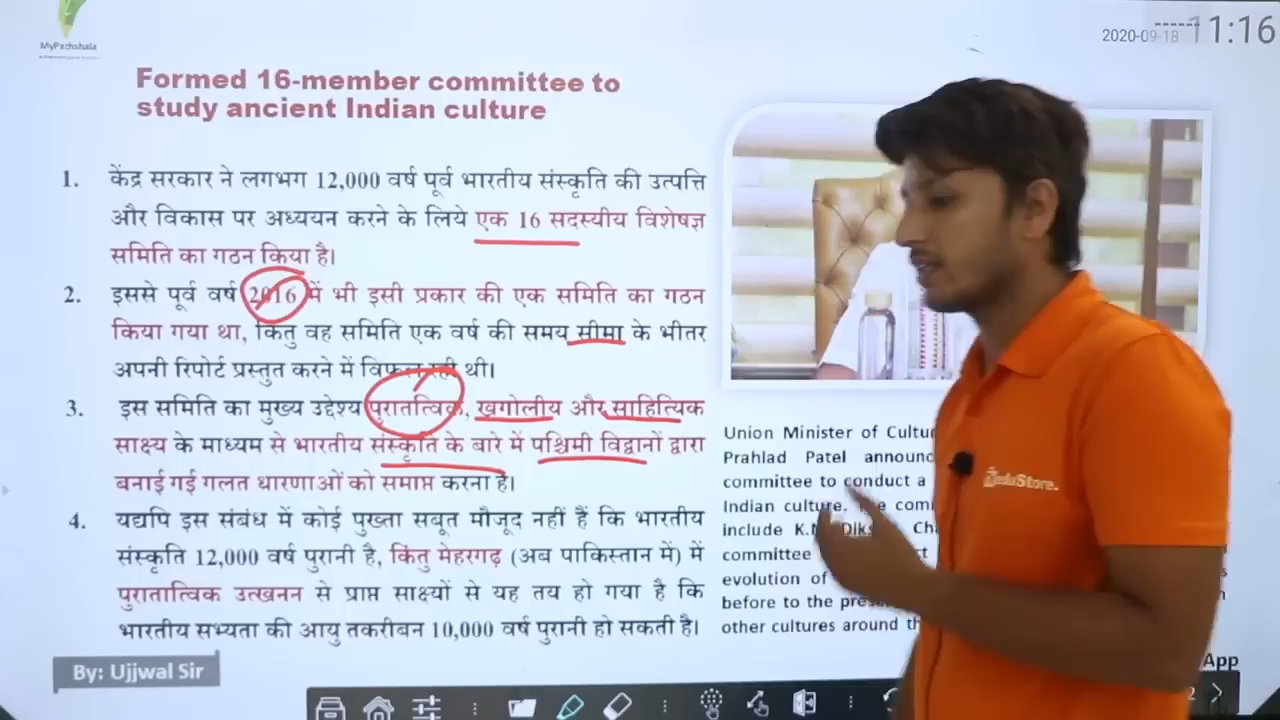 MyPathshala
2020-09-18
11:16
Formed 16-member committee to
study ancient Indian culture
1. केंद्र सरकार ने लगभग 12,000 वर्ष पूर्व भारतीय संस्कृति की उत्पत्ति
और विकास पर अध्ययन करने के लिये एक 16 सदस्यीय विशेषज्ञ
समिति का गठन किया है।
2. इससे पूर्व वर्ष 2016 में भी इसी प्रकार की एक समिति का गठन
किया गया था, किंतु वह समिति एक वर्ष की समय सीमा के भीतर
अपनी रिपोर्ट प्रस्तुत करने में विफल रही थी।
3. इस समिति का मुख्य उद्देश्य पुरातत्विक, खगोलीय और साहित्यिक
साक्ष्य के माध्यम से भारतीय संस्कृति के बारे में पश्चिमी विद्वानों द्वारा
बनाई गई गलत धारणाओं को समाप्त करना है।
4. यद्यपि इस संबंध में कोई पुख्ता सबूत मौजूद नहीं हैं कि भारतीय
संस्कृति 12,000 वर्ष पुरानी है, किंतु मेहरगढ़ (अब पाकिस्तान में) में
पुरातात्विक उत्खनन से प्राप्त साक्ष्यों से यह तय हो गया है कि
भारतीय सभ्यता की आयु तकरीबन 10,000 वर्ष पुरानी हो सकती है।
Union Minister of
Prahlad Patel
committee to conduct a
Indian culture.
include
committee
evolution of
before to the
other cultures around
eduStore.
By: Ujjwal Sir
App
2